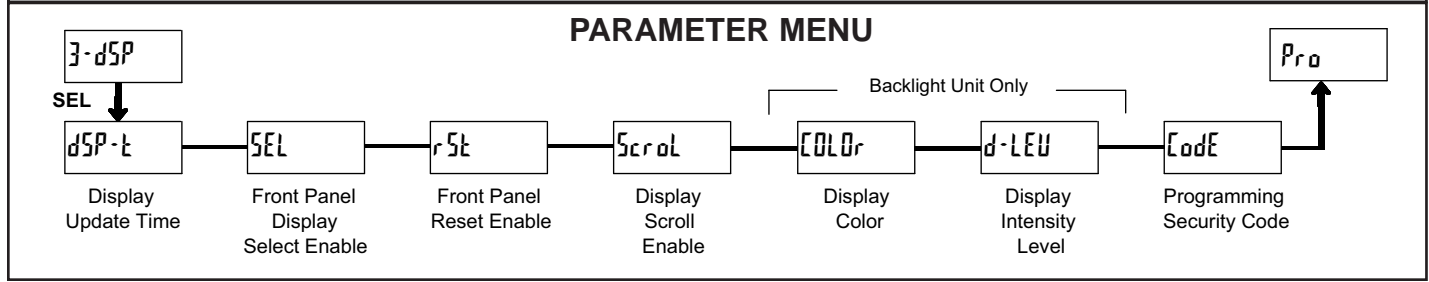 PARAMETER MENU
3-dSP
Pro
SEL
Backlight Unit Only
dSP-t
SEL
rSt
ScroL
COLOr
d-LEV
CodE
Display
Update Time
Front Panel
Display
Select Enable
Front Panel
Reset Enable
Display
Scroll
Enable
Display
Color
Display
Intensity
Level
Programming
Security Code